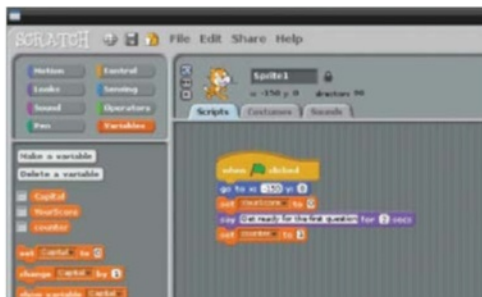 SCRATCH File Edit Share Help
Motion Control
Looks Sensing
Sound Operators
Pen Variables
Sprite1
x: -150 y: 0 direction: 90
Scripts Costumes Sounds
Make a variable
Delete a variable
Capital
YourScore
counter
set Capital to 0
change Capital by 1
show variable Capital
when clicked
go to x: -150 y: 0
set YourScore to 0
say Get ready for the first question for 2 secs
set counter to 1